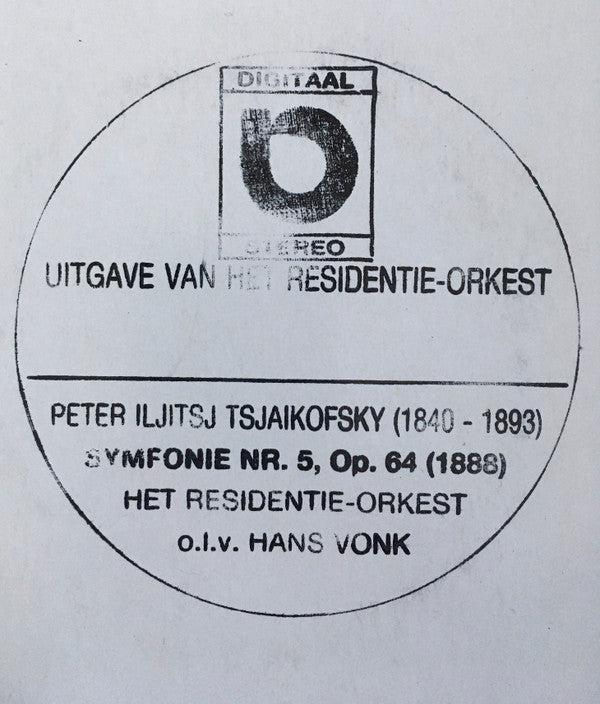 DIGITAAL
STEREO
UITGAVE VAN HET RESIDENTIE-ORKEST
PETER ILJITSJ TSJAIKOFSKY (1840 - 1893)
SYMFONIE NR. 5, Op. 64 (1888)
HET RESIDENTIE-ORKEST
o.l.v. HANS VONK